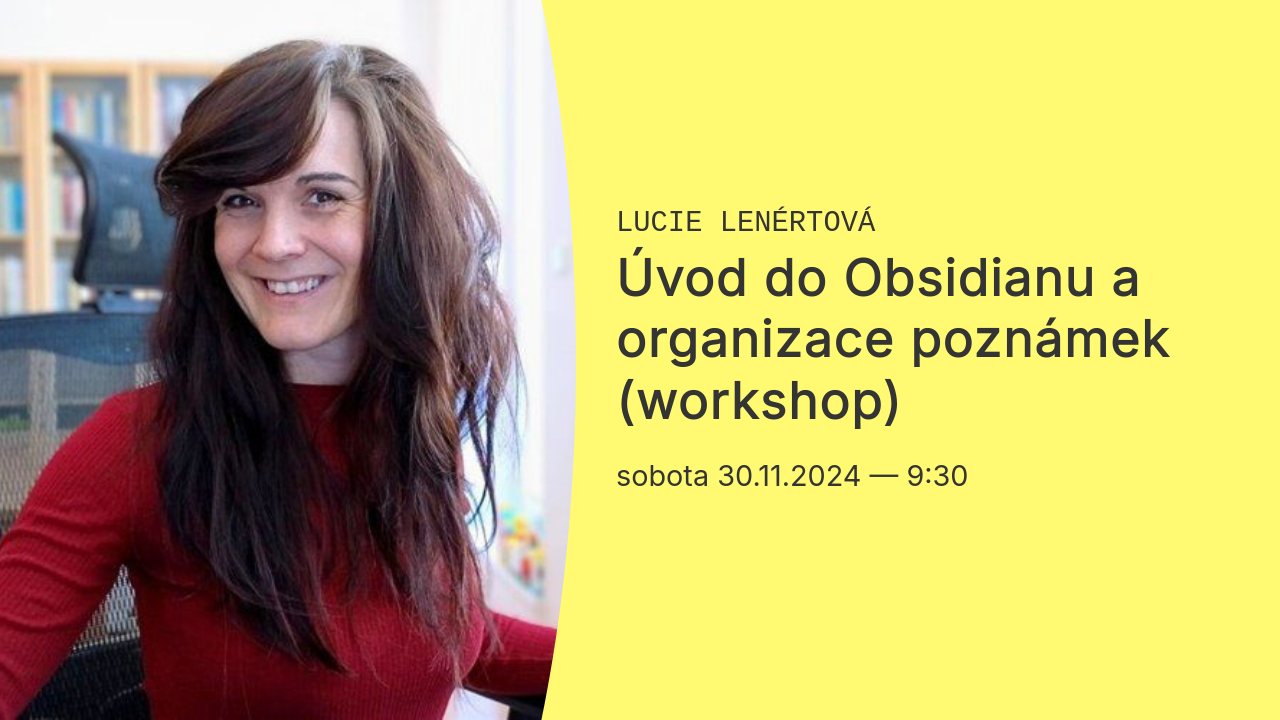 LUCIE LENÉRTOVÁ
Úvod do Obsidianu a
organizace poznámek
(workshop)
sobota 30.11.2024 — 9:30